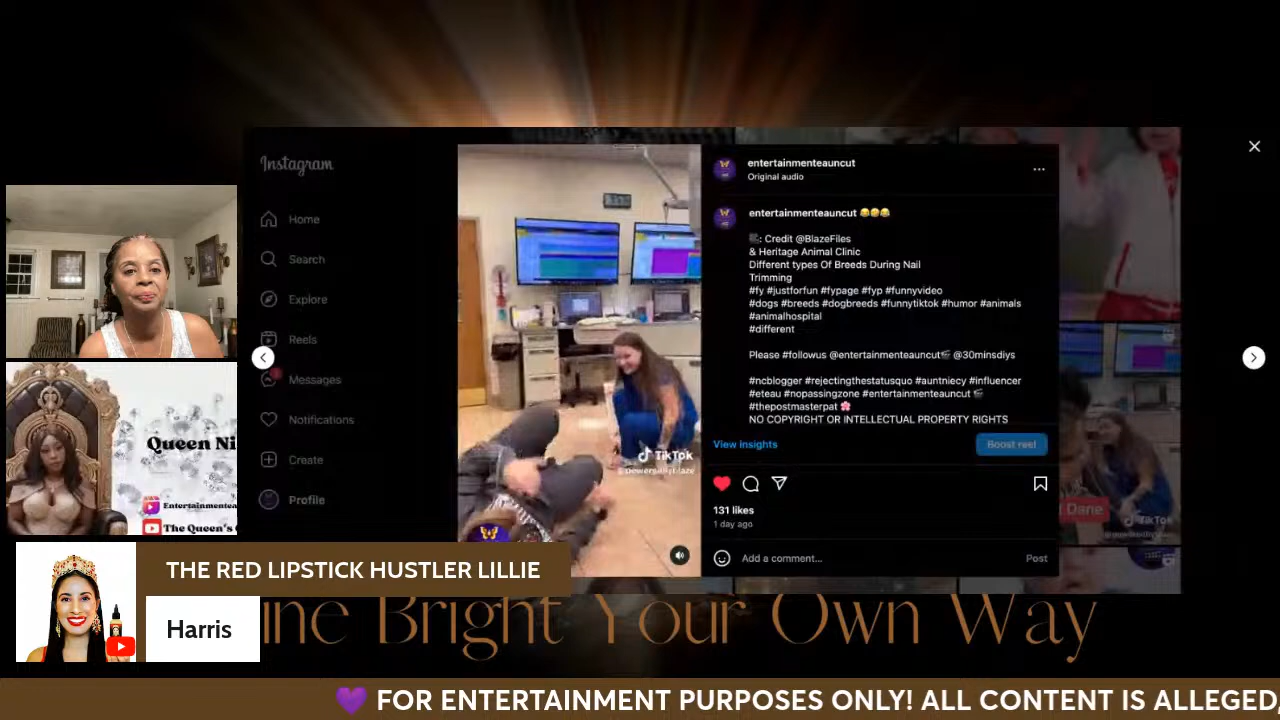 Instagram
Home
Search
Explore
Reels
Messages
Notifications
Create
Profile
TikTok
entertainmenteauncut
Original audio
entertainmenteauncut 😂🤣😂
🎬: Credit @BlazeFiles
& Heritage Animal Clinic
Different types Of Breeds During Nail
Trimming
#fy #justforfun #fypage #fyp #funnyvideo
#dogs #breeds #dogbreeds #funnytiktok #humor #animals
#animalhospital
#different
Please #followus @entertainmenteauncut🎬 @30minsdiys
#ncblogger #rejectingthestatusquo #auntniecy #influencer
#eteau #nopassingzone #entertainmenteauncut 🎬
#thepostmasterpat 🌸
NO COPYRIGHT OR INTELLECTUAL PROPERTY RIGHTS
View insights
Boost reel
131 likes
1 day ago
Add a comment...
Post
Dane
TikTok
Queen Ni
Entertainmentea
The Queen's
THE RED LIPSTICK HUSTLER LILLIE
Harris
ine Bright Your Own Way
💜 FOR ENTERTAINMENT PURPOSES ONLY! ALL CONTENT IS ALLEGED,